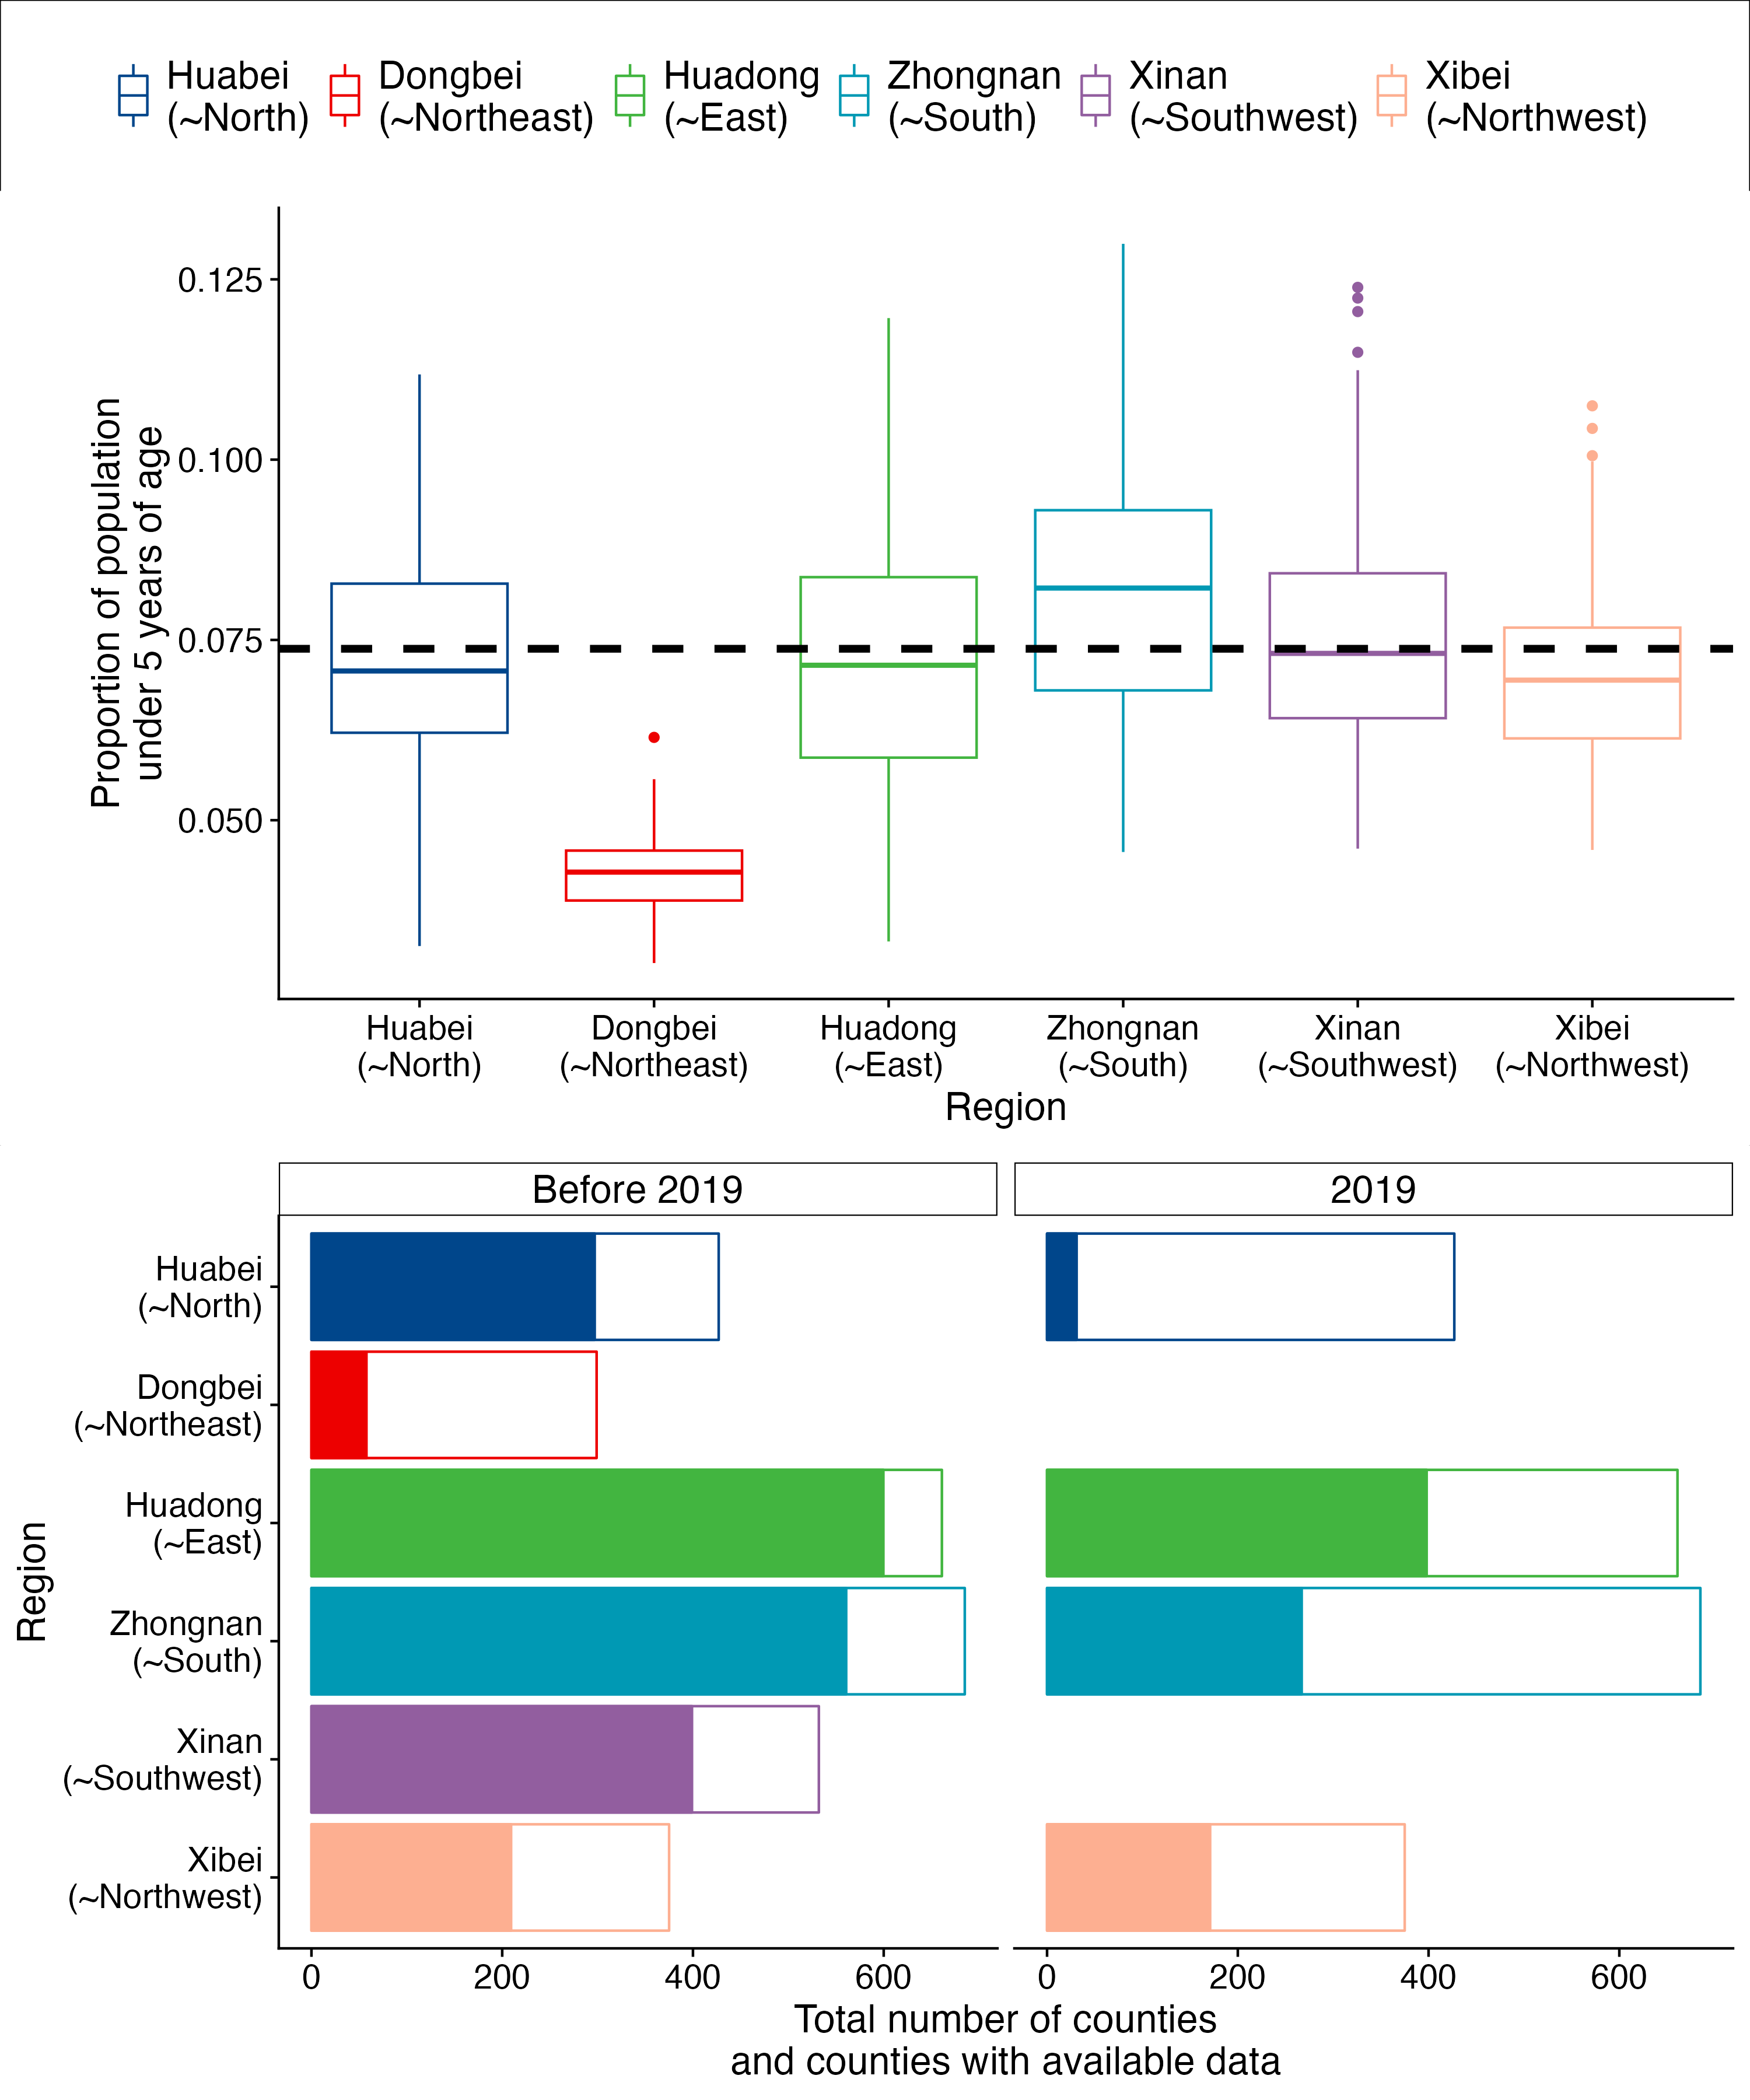 Huabei
(~North)
Dongbei
(~Northeast)
Huadong
(~East)
Zhongnan
(~South)
Xinan
(~Southwest)
Xibei
(~Northwest)
Proportion of population
under 5 years of age
0.125
0.100
0.075
0.050
Huabei
(~North)
Dongbei
(~Northeast)
Huadong
(~East)
Zhongnan
(~South)
Xinan
(~Southwest)
Xibei
(~Northwest)
Region
Before 2019
2019
Region
Huabei
(~North)
Dongbei
(~Northeast)
Huadong
(~East)
Zhongnan
(~South)
Xinan
(~Southwest)
Xibei
(~Northwest)
0 200 400 600
0 200 400 600
Total number of counties
and counties with available data